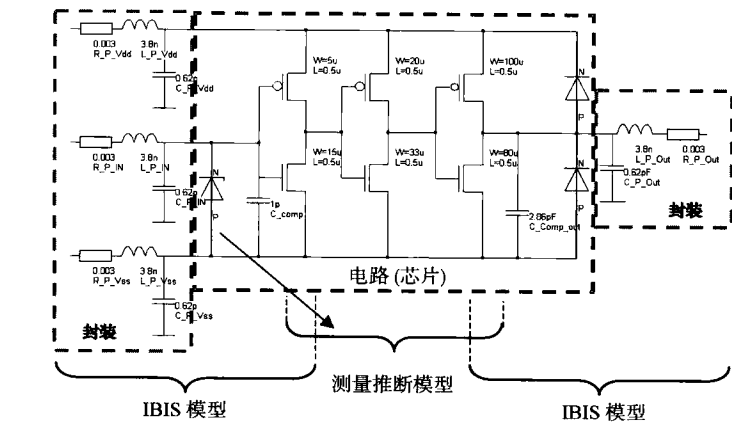 0.003
R_P_Vdd
3.8n
L_P_Vdd
0.62p
C_P_Vdd
0.003
R_P_IN
3.8n
L_P_IN
0.62p
C_P_IN
0.003
R_P_Vss
3.8n
L_P_Vss
0.62p
C_P_Vss
封装
N
P
1p
C_comp
W=5u
L=0.5u
W=20u
L=0.5u
W=100u
L=0.5u
W=15u
L=0.5u
W=33u
L=0.5u
W=80u
L=0.5u
2.86pF
C_Comp_out
N
P
N
P
3.8n
L_P_Out
0.003
R_P_Out
0.62pF
C_P_Out
封装
电路(芯片)
测量推断模型
IBIS 模型
IBIS 模型